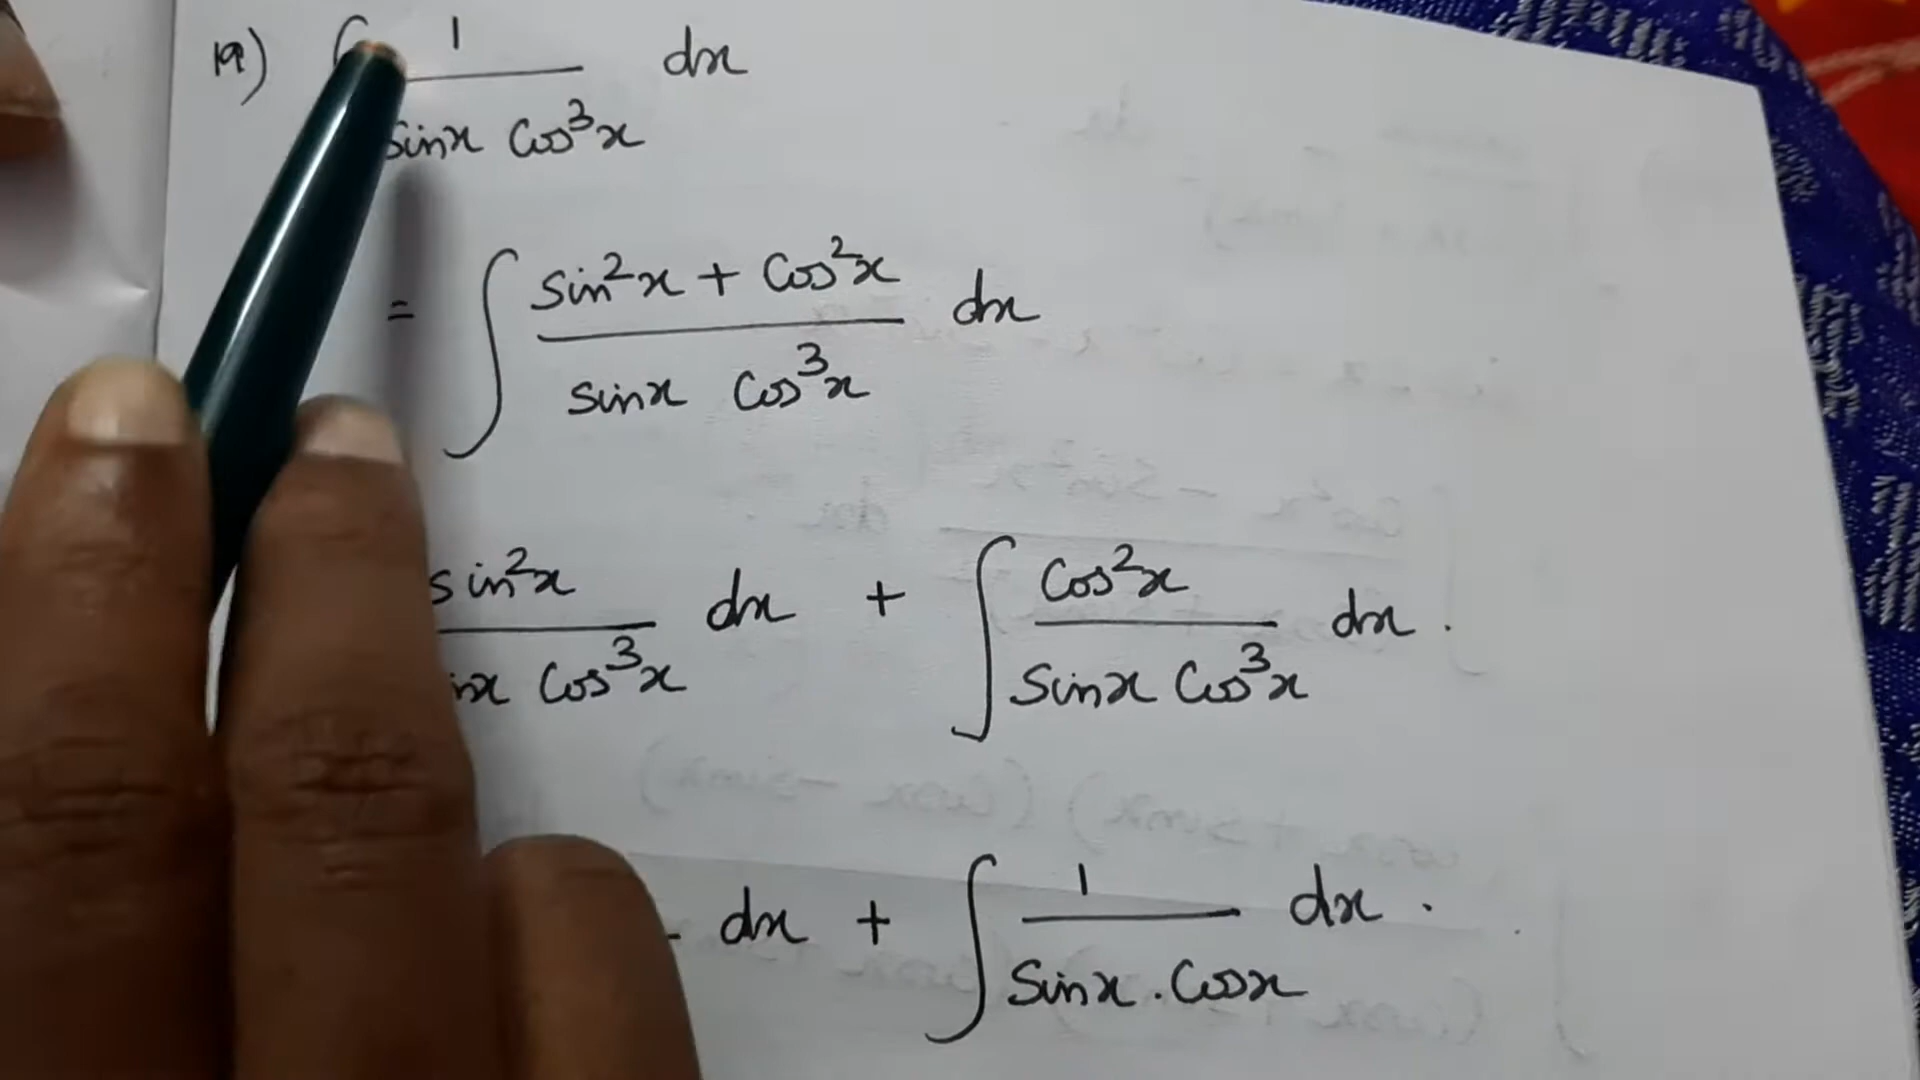 19) ∫ 1/(sinx cos³x) dx
= ∫ (sin²x + cos²x)/(sinx cos³x) dx
sin²x/(inx cos³x) dx + ∫ cos²x/(sinx cos³x) dx.
dx + ∫ 1/(sinx . cosx) dx.